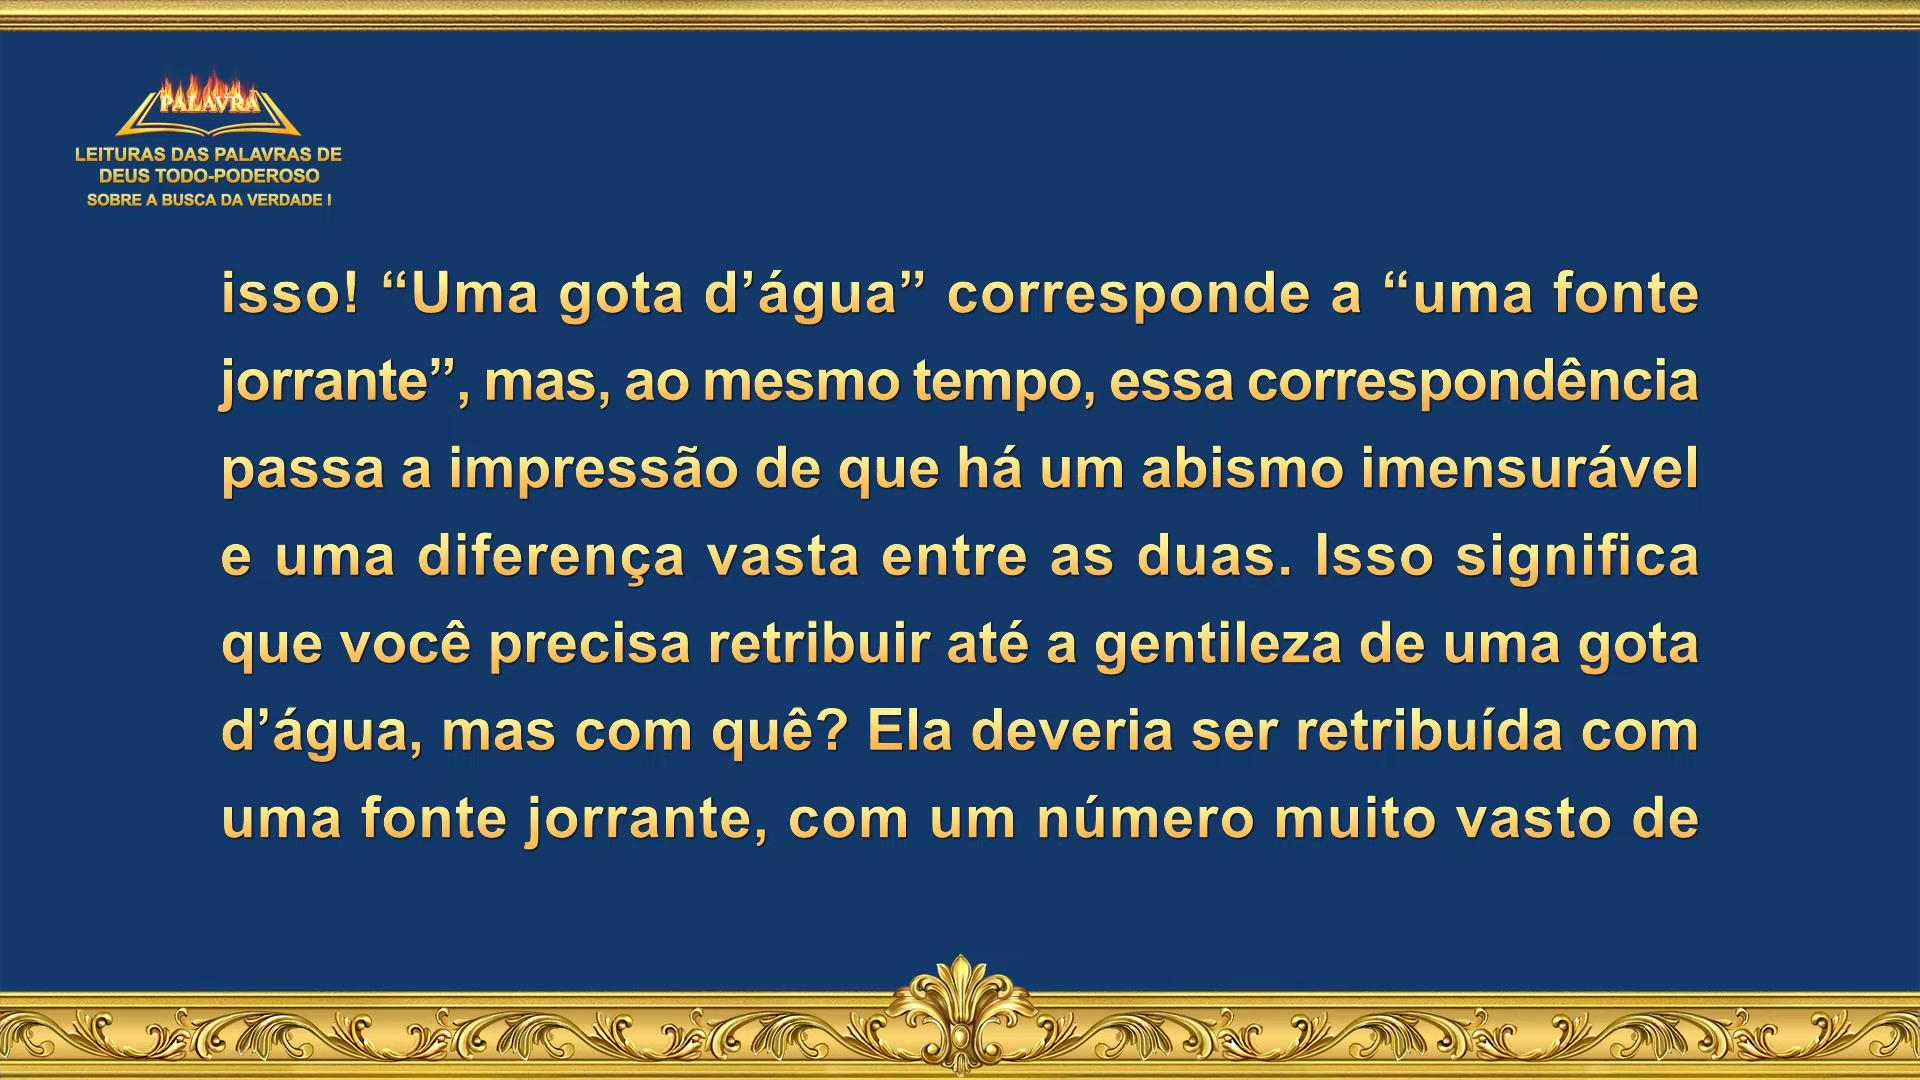 PALAVRA
LEITURAS DAS PALAVRAS DE
DEUS TODO-PODEROSO
SOBRE A BUSCA DA VERDADE I
isso! “Uma gota d’água” corresponde a “uma fonte
jorrante”, mas, ao mesmo tempo, essa correspondência
passa a impressão de que há um abismo imensurável
e uma diferença vasta entre as duas. Isso significa
que você precisa retribuir até a gentileza de uma gota
d’água, mas com quê? Ela deveria ser retribuída com
uma fonte jorrante, com um número muito vasto de